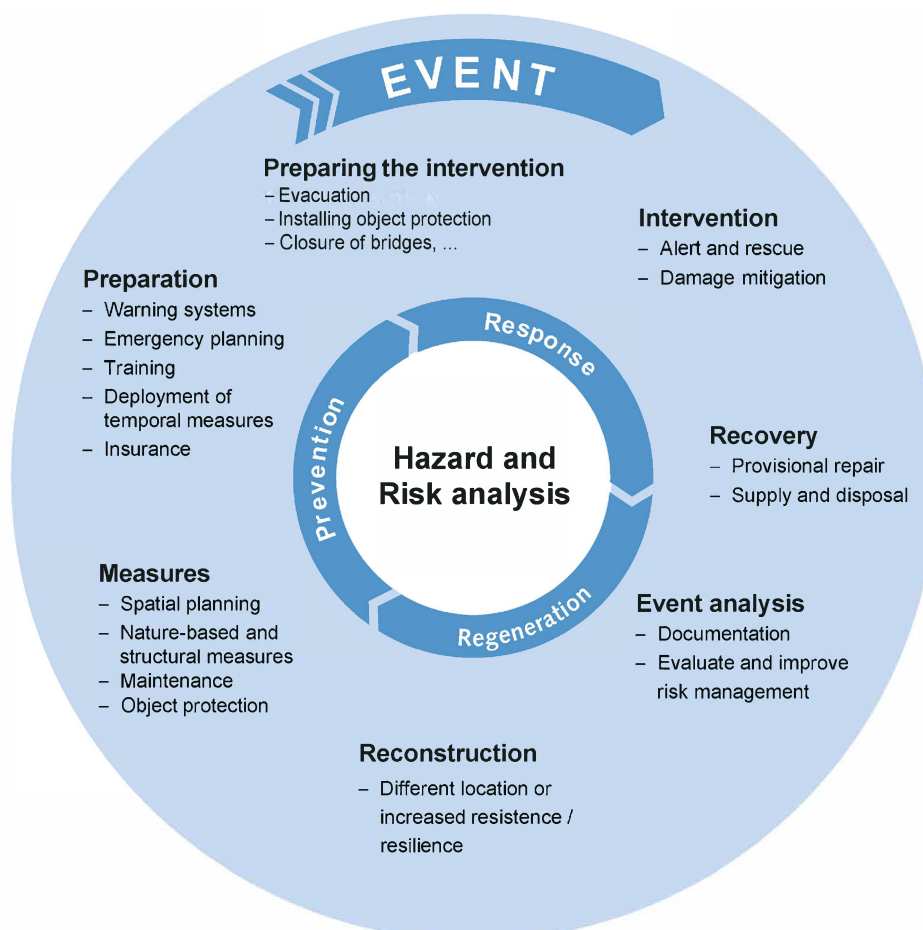 EVENT
Preparing the intervention
– Evacuation
– Installing object protection
– Closure of bridges, ...
Intervention
– Alert and rescue
– Damage mitigation
Preparation
– Warning systems
– Emergency planning
– Training
– Deployment of
temporal measures
– Insurance
Response
Prevention
Regeneration
Hazard and
Risk analysis
Recovery
– Provisional repair
– Supply and disposal
Measures
– Spatial planning
– Nature-based and
structural measures
– Maintenance
– Object protection
Event analysis
– Documentation
– Evaluate and improve
risk management
Reconstruction
– Different location or
increased resistence /
resilience